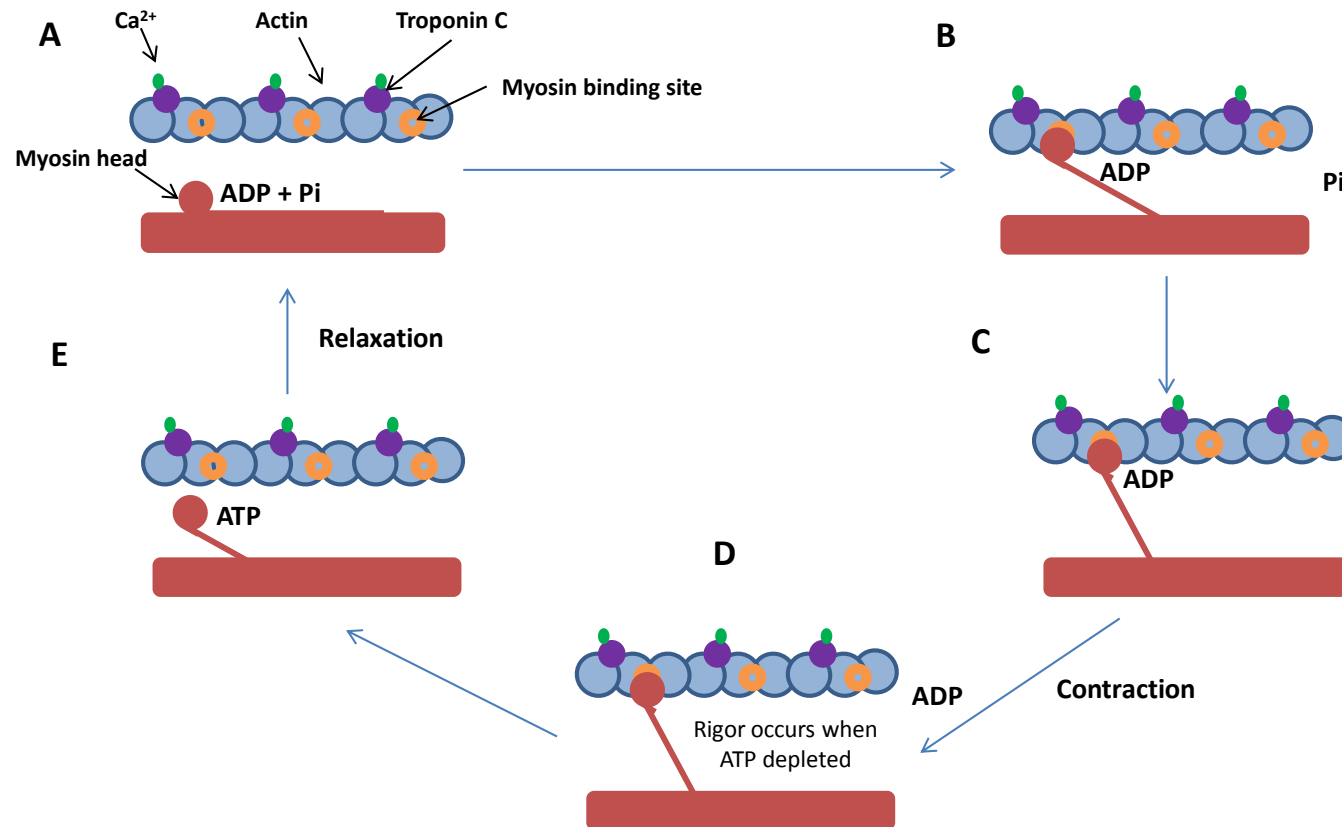 A
Ca²⁺
Actin
Troponin C
B
Myosin binding site
Myosin head
ADP + Pi
ADP
Pi
E
Relaxation
C
ATP
ADP
D
Contraction
ADP
Rigor occurs when
ATP depleted